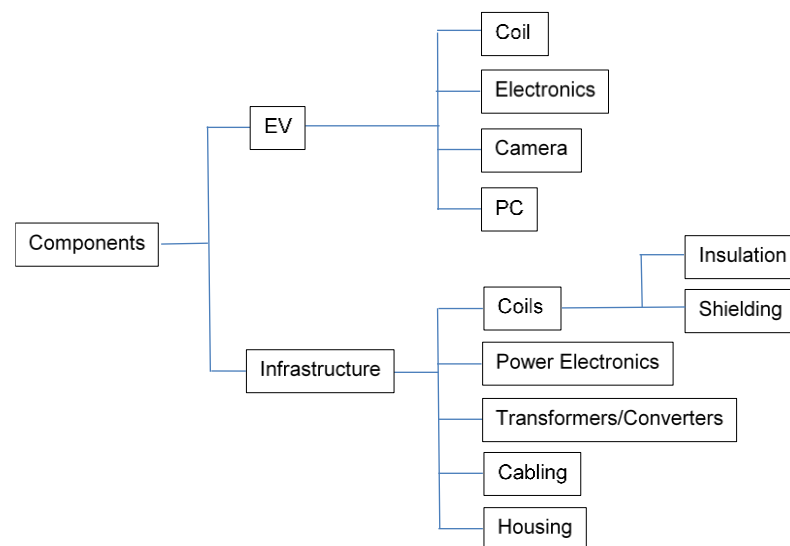 Components
EV
Coil
Electronics
Camera
PC
Infrastructure
Coils
Insulation
Shielding
Power Electronics
Transformers/Converters
Cabling
Housing